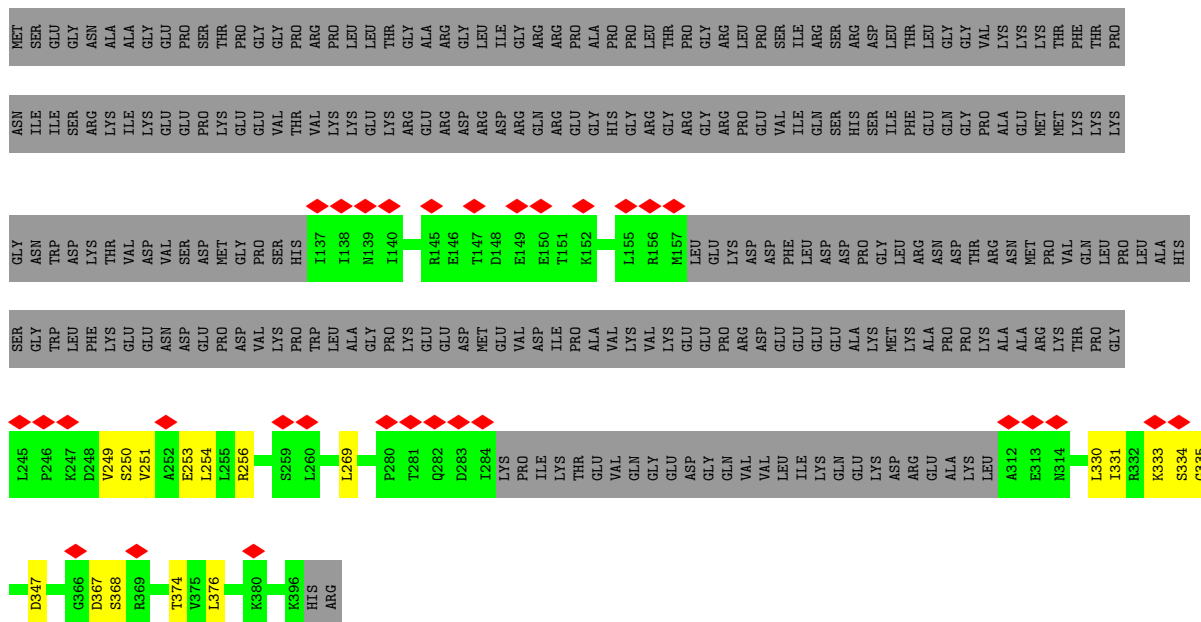 MET SER GLU GLY ASN ALA ALA GLY GLU PRO SER THR PRO GLY GLY PRO ARG PRO LEU LEU THR GLY ALA ARG GLY LEU ILE GLY ARG ARG PRO ALA PRO PRO LEU THR PRO GLY ARG LEU PRO SER ILE ARG SER ARG ASP LEU THR LEU GLY GLY VAL LYS LYS LYS THR PHE THR PRO
ASN ILE ILE SER ARG LYS ILE LYS GLU GLU PRO LYS GLU GLU VAL THR VAL LYS LYS GLU LYS ARG GLU ARG ASP ARG ASP ARG GLN ARG GLU GLY HIS GLY ARG GLY ARG GLY ARG PRO GLU VAL ILE GLN SER HIS SER ILE PHE GLU GLN GLY PRO ALA GLU MET MET LYS LYS LYS
GLY ASN TRP ASP LYS THR VAL ASP VAL SER ASP MET GLY PRO SER HIS I137 I138 N139 I140 R145 E146 T147 D148 E149 E150 T151 K152 L155 R156 M157 LEU GLU LYS ASP ASP PHE LEU ASP ASP PRO GLY LEU ARG ASN ASP THR ARG ASN MET PRO VAL GLN LEU PRO LEU ALA HIS
SER GLY TRP LEU PHE LYS GLU GLU ASN ASP GLU PRO ASP VAL LYS PRO TRP LEU ALA GLY PRO LYS GLU GLU ASP MET GLU VAL ASP ILE PRO ALA VAL LYS VAL LYS GLU GLU PRO ARG ASP GLU GLU GLU GLU ALA LYS MET LYS ALA PRO PRO LYS ALA ALA ARG LYS THR PRO GLY
L245 P246 K247 D248 V249 S250 V251 A252 E253 L254 L255 R256 S259 L260 L269 P280 T281 Q282 D283 I284 LYS PRO ILE LYS THR GLU VAL GLN GLY GLU ASP GLY GLN VAL VAL LEU ILE LYS GLN GLU LYS ASP ARG GLU ALA LYS LEU A312 E313 N314 L330 I331 R332 K333 S334 G335
D347 G366 D367 S368 R369 T374 V375 L376 K380 K396 HIS ARG